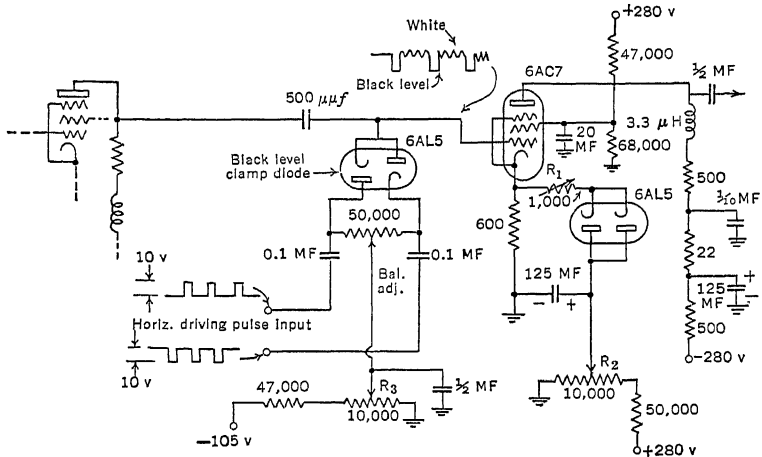 +280 v
White
47,000
6AC7
½ MF
Black level
500 μμf
3.3 μH
20
MF
6AL5
68,000
Black level
clamp diode
R₁
1,000
6AL5
500
⅒ MF
50,000
600
22
0.1 MF
0.1 MF
10 v
Bal.
adj.
125 MF
− +
+
125
MF
−
Horiz. driving pulse Input
500
10 v
−280 v
R₂
47,000
R₃
½ MF
10,000
10,000
50,000
−105 v
+280 v